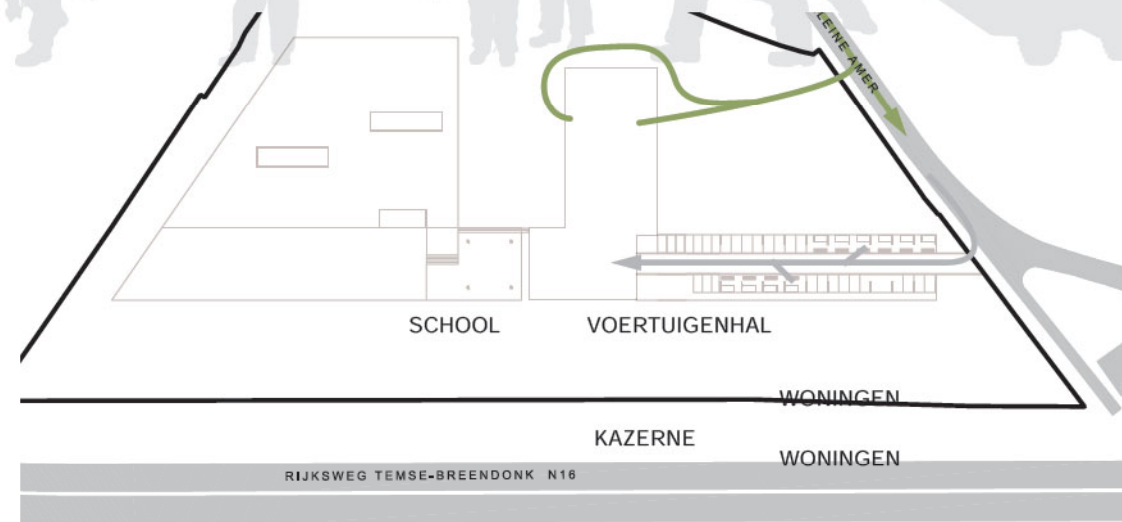 LEINE AMER
SCHOOL
VOERTUIGENHAL
WONINGEN
KAZERNE
WONINGEN
RIJKSWEG TEMSE-BREENDONK N16